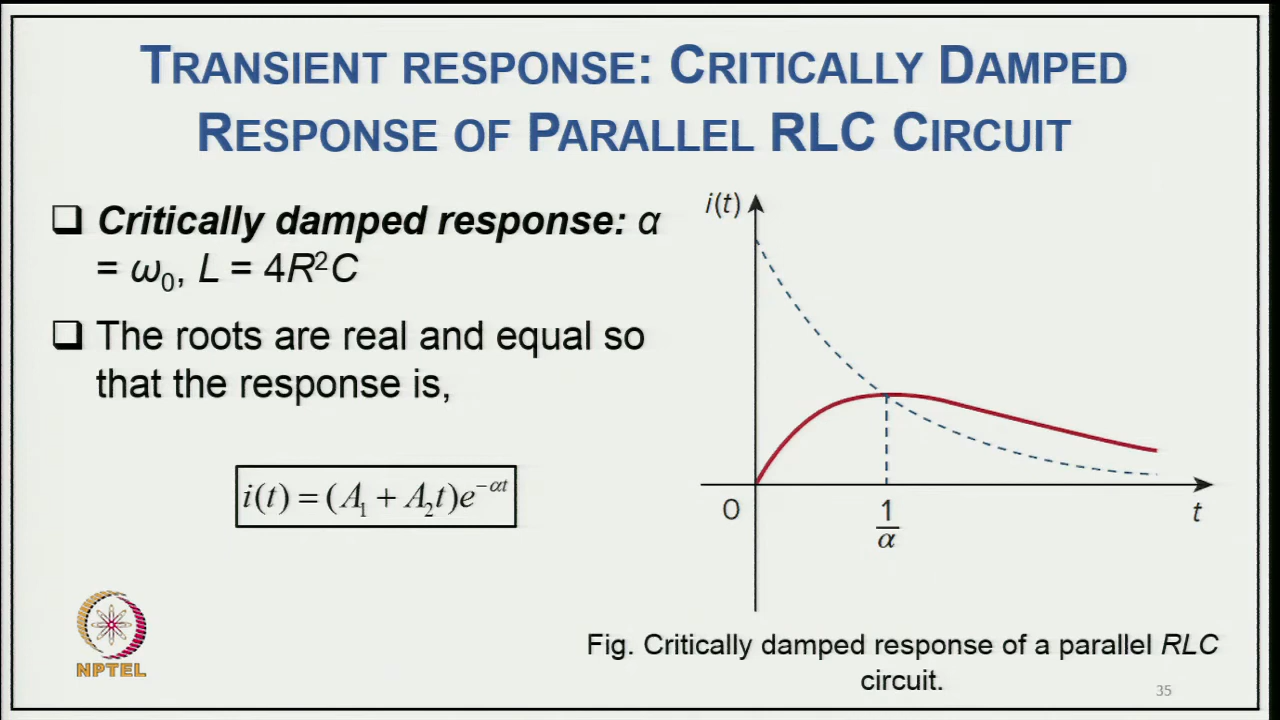 TRANSIENT RESPONSE: CRITICALLY DAMPED
RESPONSE OF PARALLEL RLC CIRCUIT
❑ Critically damped response: α
= ω₀, L = 4R²C
❑ The roots are real and equal so
that the response is,
i(t) = (A₁ + A₂t)e^{−αt}
i(t)
O
1/α
t
Fig. Critically damped response of a parallel RLC
circuit.
NPTEL
35